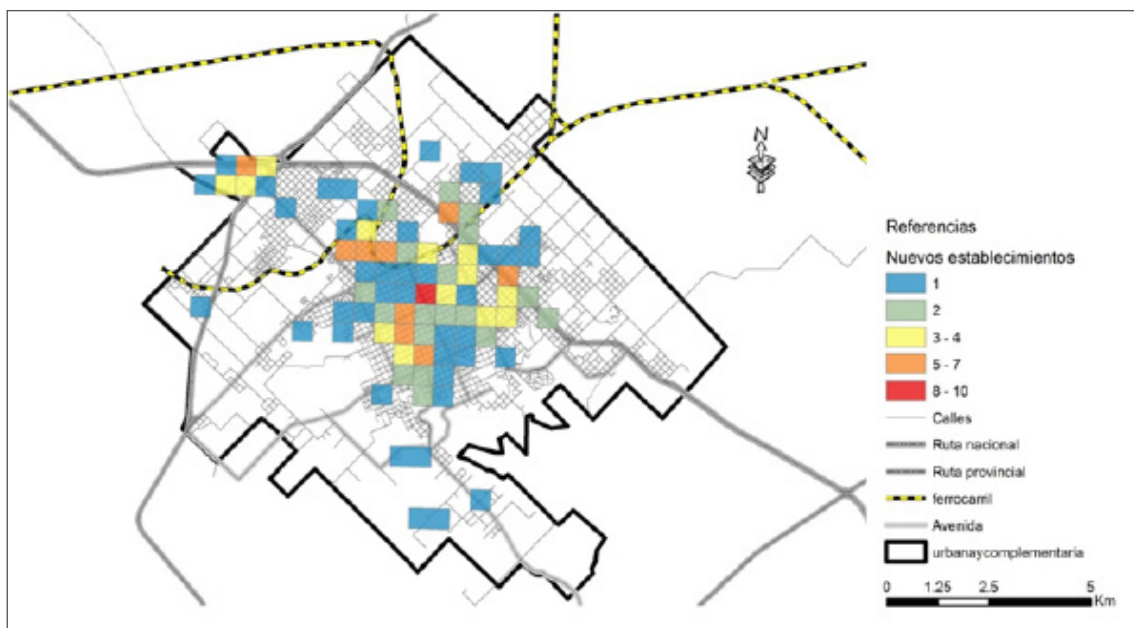 N
Referencias
Nuevos establecimientos
1
2
3 - 4
5 - 7
8 - 10
Calles
Ruta nacional
Ruta provincial
ferrocarril
Avenida
urbanaycomplementaria
0 1.25 2.5 5
Km